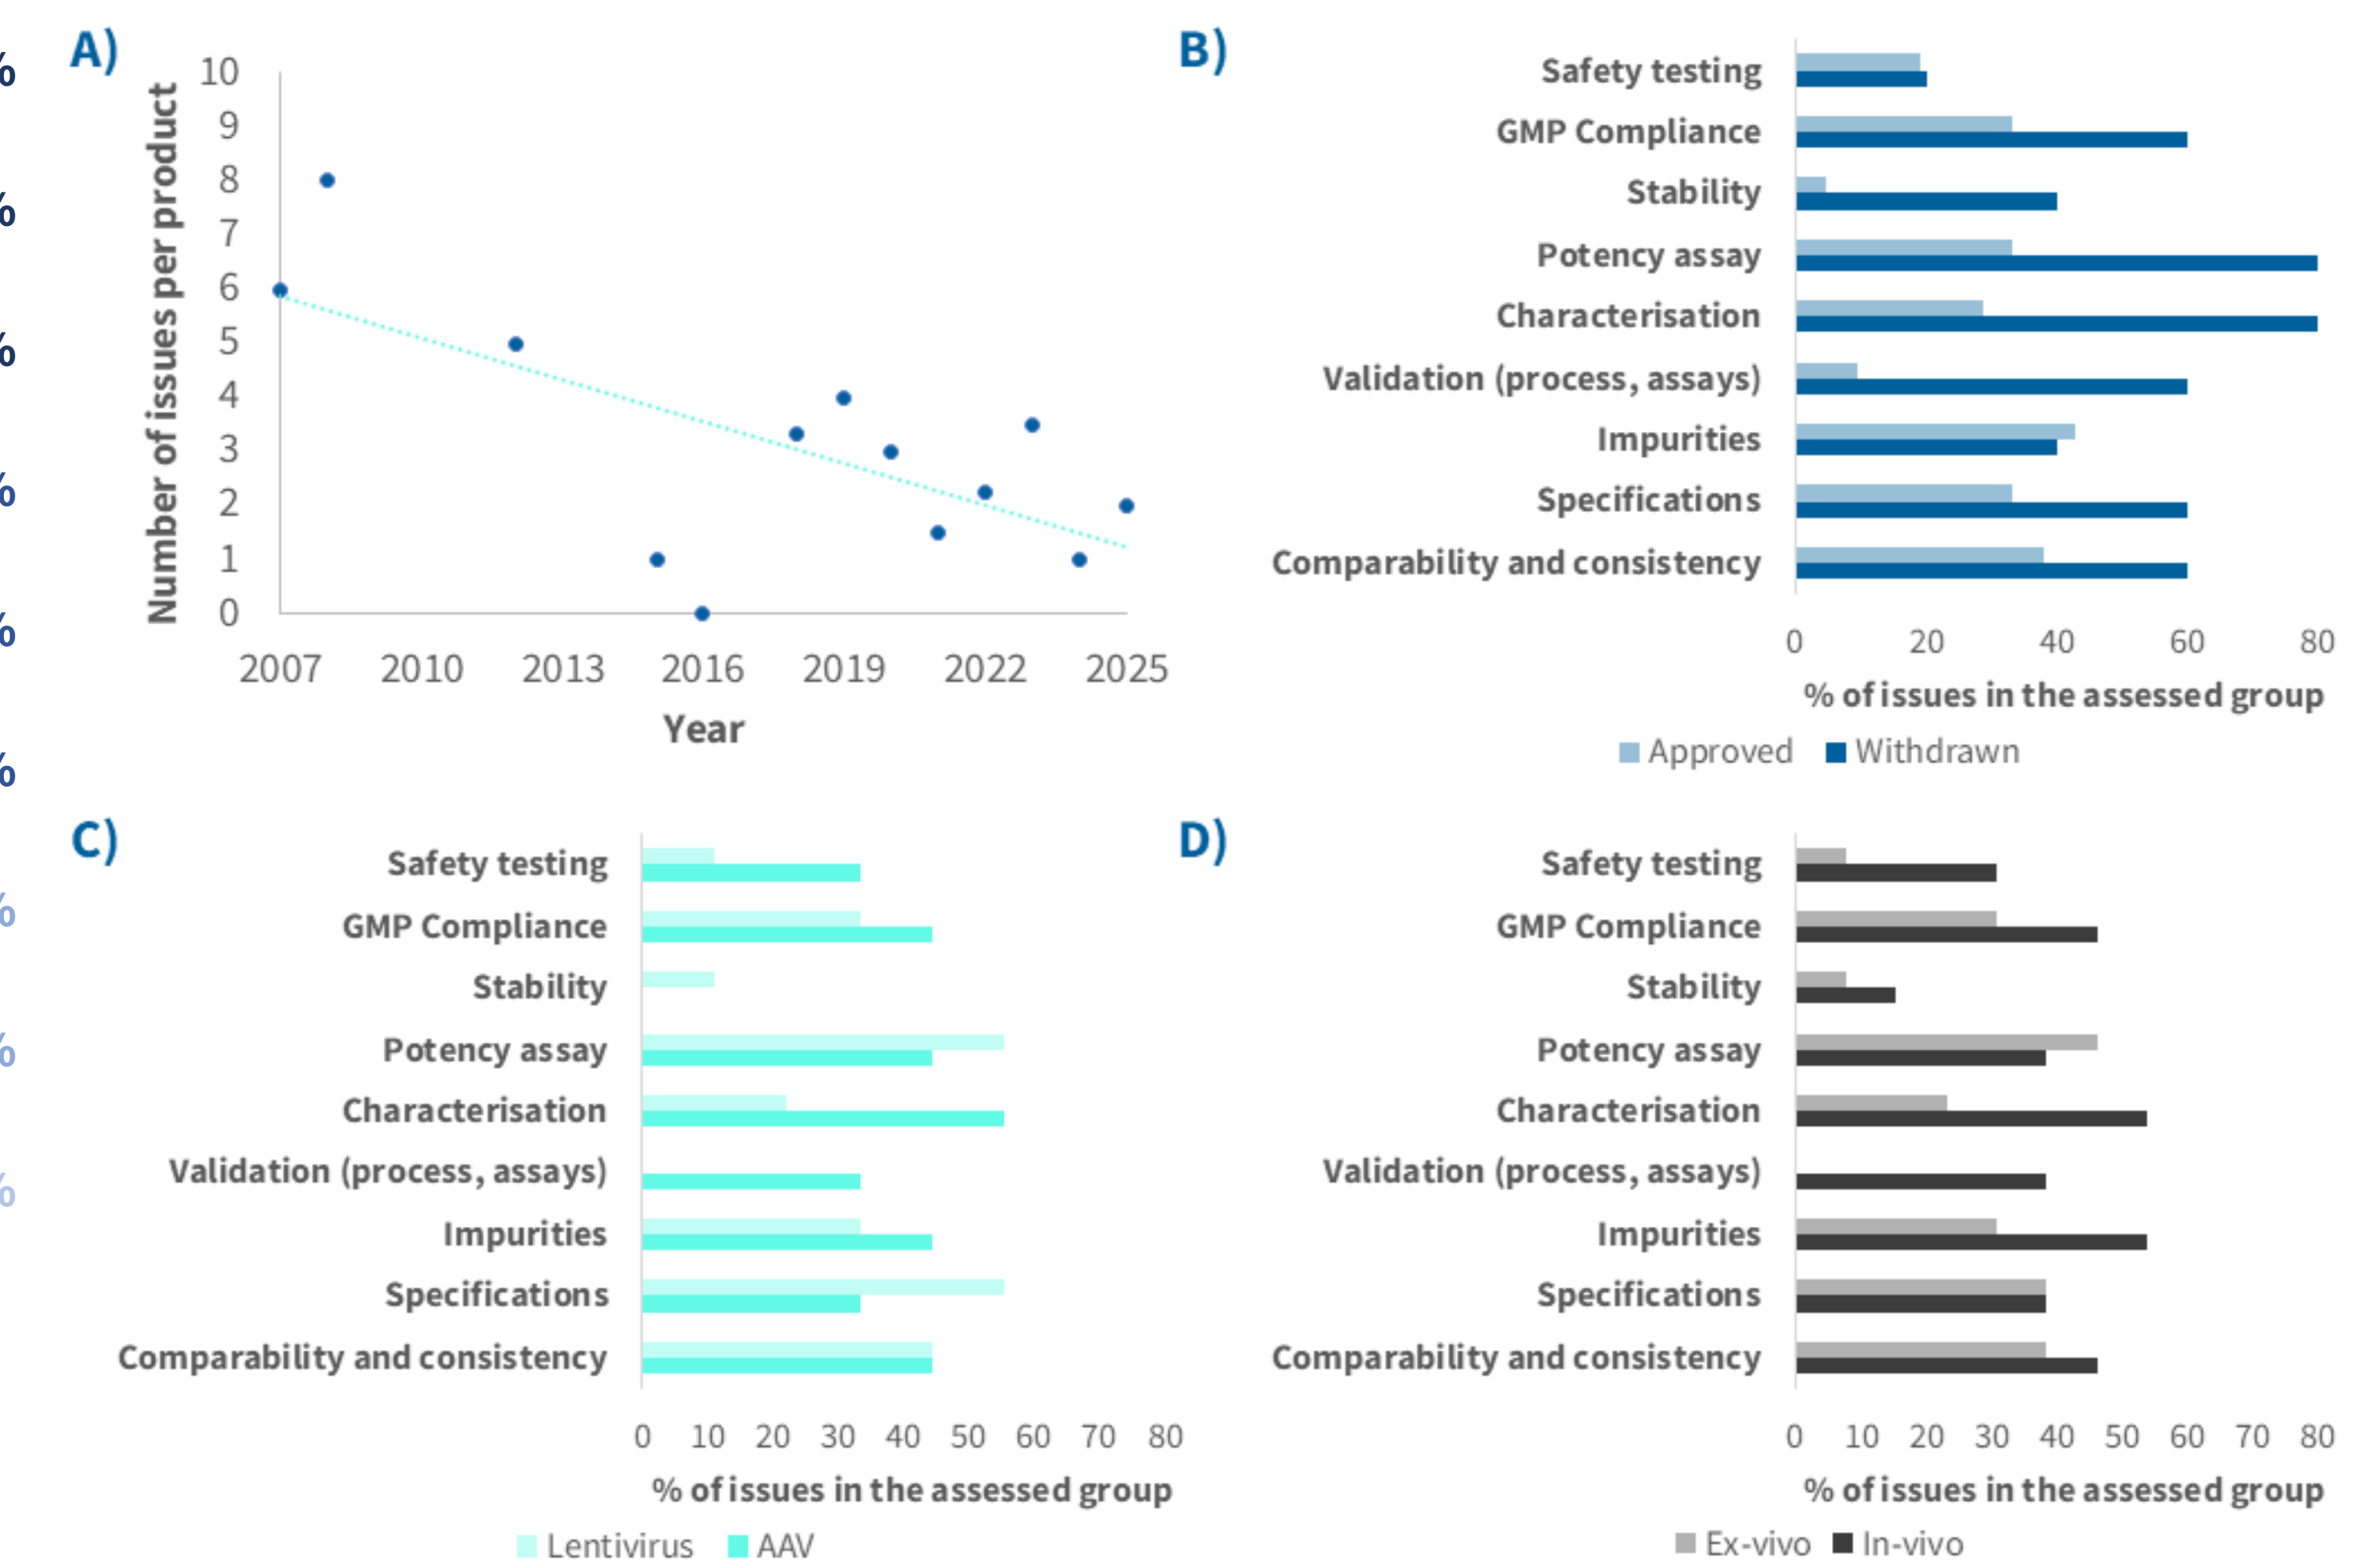 A)
Number of issues per product
10
9
8
7
6
5
4
3
2
1
0
2007 2010 2013 2016 2019 2022 2025
Year
B)
Safety testing
GMP Compliance
Stability
Potency assay
Characterisation
Validation (process, assays)
Impurities
Specifications
Comparability and consistency
0 20 40 60 80
% of issues in the assessed group
Approved Withdrawn
C)
Safety testing
GMP Compliance
Stability
Potency assay
Characterisation
Validation (process, assays)
Impurities
Specifications
Comparability and consistency
0 10 20 30 40 50 60 70 80
% of issues in the assessed group
Lentivirus AAV
D)
Safety testing
GMP Compliance
Stability
Potency assay
Characterisation
Validation (process, assays)
Impurities
Specifications
Comparability and consistency
0 10 20 30 40 50 60 70 80
% of issues in the assessed group
Ex-vivo In-vivo
%
%
%
%
%
%
%
%
%